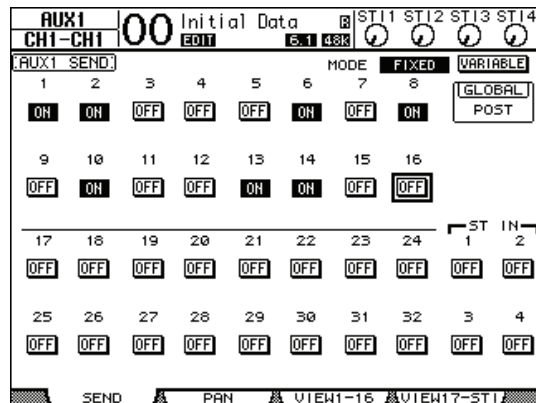 AUX1 00 Initial Data R ST1 ST2 ST3 ST4
CH1-CH1 EDIT 6.1 48k
AUX1 SEND MODE FIXED VARIABLE
1 2 3 4 5 6 7 8 GLOBAL
ON ON OFF OFF OFF ON OFF ON POST
9 10 11 12 13 14 15 16
OFF ON OFF OFF ON ON OFF OFF
ST IN
17 18 19 20 21 22 23 24 1 2
OFF OFF OFF OFF OFF OFF OFF OFF OFF OFF
25 26 27 28 29 30 31 32 3 4
OFF OFF OFF OFF OFF OFF OFF OFF OFF OFF
SEND PAN VIEW1-16 VIEW17-STI